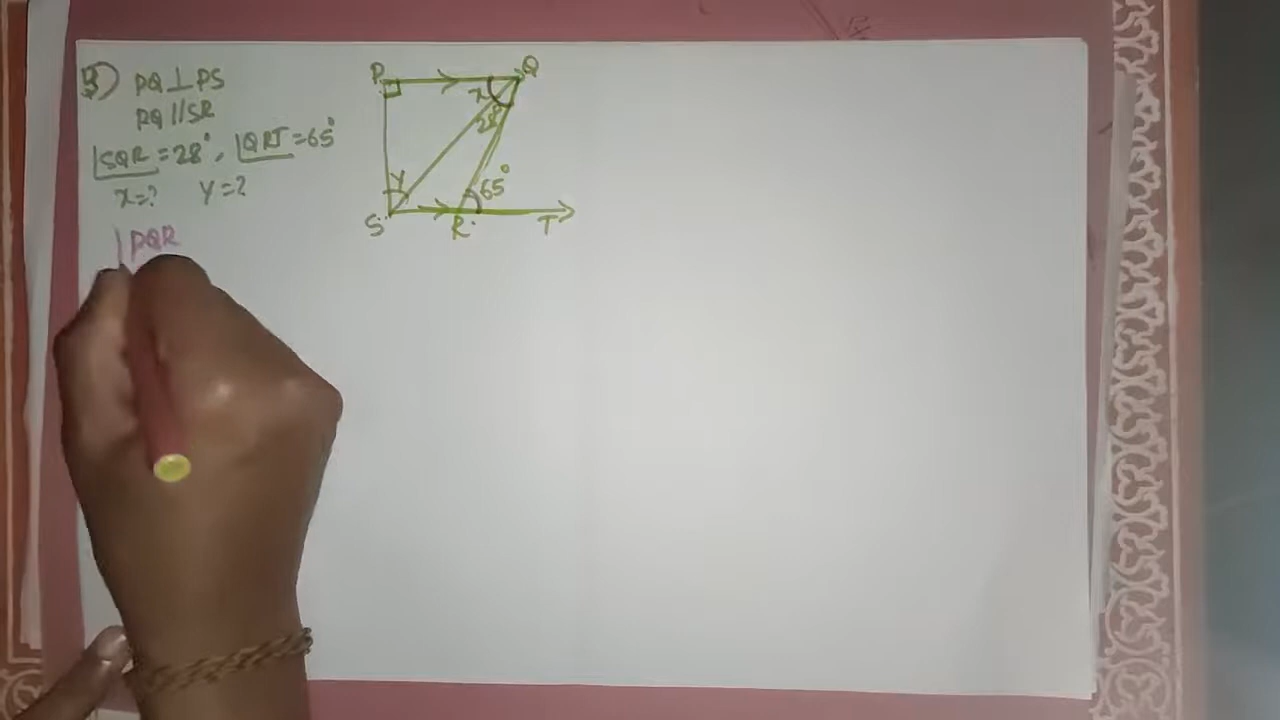 3) PQ⊥PS
PQ//SR
∠SQR = 28°, ∠QRT = 65°
x=? y=?
∠PQR
P Q
x
28°
y 65°
S R T